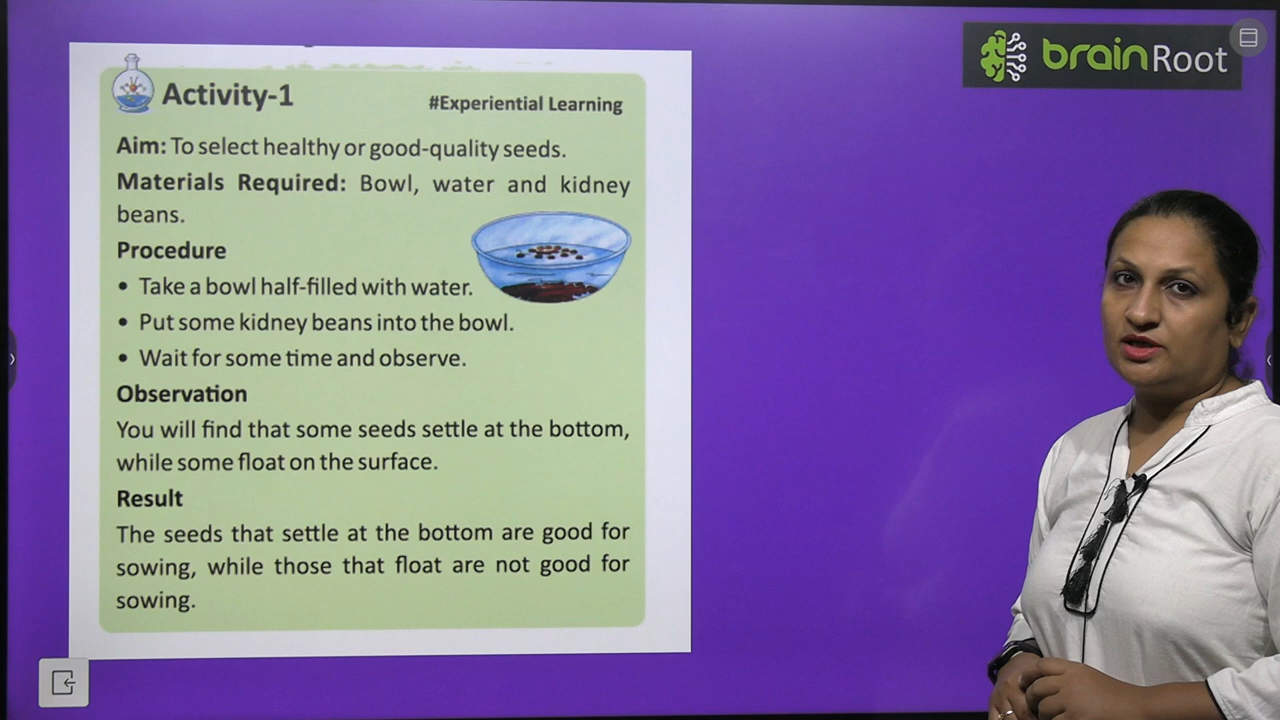 brainRoot
Activity-1
#Experiential Learning
Aim: To select healthy or good-quality seeds.
Materials Required: Bowl, water and kidney
beans.
Procedure
• Take a bowl half-filled with water.
• Put some kidney beans into the bowl.
• Wait for some time and observe.
Observation
You will find that some seeds settle at the bottom,
while some float on the surface.
Result
The seeds that settle at the bottom are good for
sowing, while those that float are not good for
sowing.